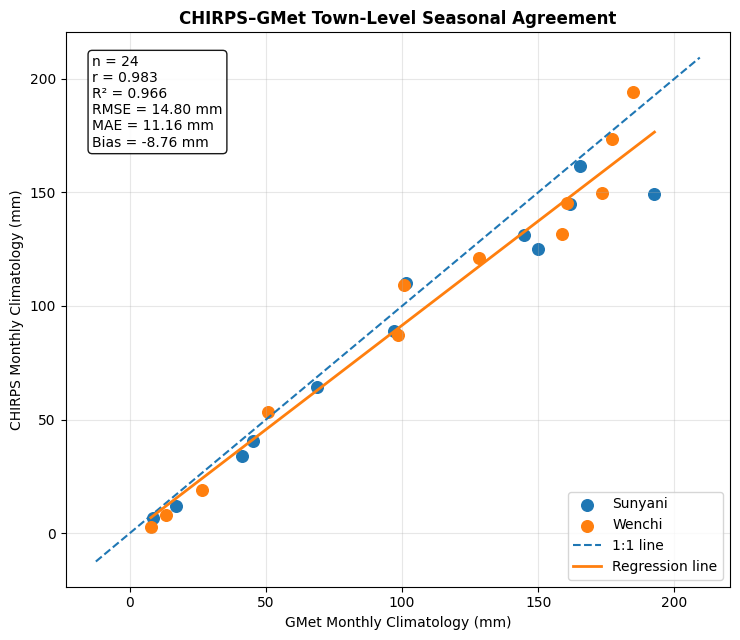 CHIRPS–GMet Town-Level Seasonal Agreement
n = 24
r = 0.983
R² = 0.966
RMSE = 14.80 mm
MAE = 11.16 mm
Bias = -8.76 mm
CHIRPS Monthly Climatology (mm)
200
150
100
50
0
0 50 100 150 200
GMet Monthly Climatology (mm)
Sunyani
Wenchi
1:1 line
Regression line